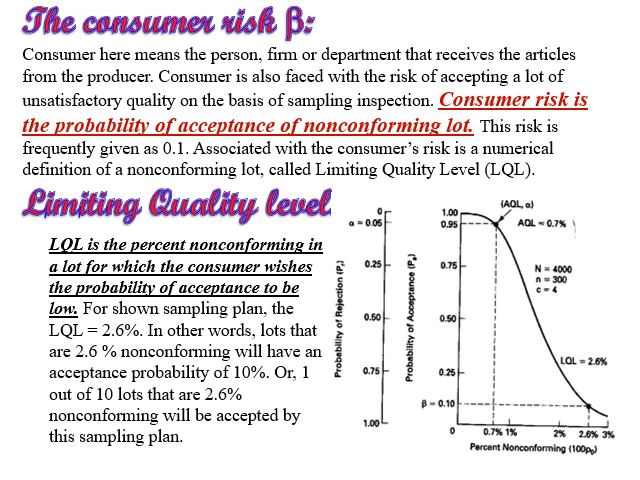 The consumer risk β:
Consumer here means the person, firm or department that receives the articles
from the producer. Consumer is also faced with the risk of accepting a lot of
unsatisfactory quality on the basis of sampling inspection. Consumer risk is
the probability of acceptance of nonconforming lot. This risk is
frequently given as 0.1. Associated with the consumer’s risk is a numerical
definition of a nonconforming lot, called Limiting Quality Level (LQL).
Limiting Quality level
LQL is the percent nonconforming in
a lot for which the consumer wishes
the probability of acceptance to be
low. For shown sampling plan, the
LQL = 2.6%. In other words, lots that
are 2.6 % nonconforming will have an
acceptance probability of 10%. Or, 1
out of 10 lots that are 2.6%
nonconforming will be accepted by
this sampling plan.
Probability of Rejection (Pr)
0
α = 0.05
0.25
0.50
0.75
1.00
Probability of Acceptance (Pa)
1.00
0.95
0.75
0.50
0.25
β = 0.10
(AQL, α)
AQL = 0.7%
N = 4000
n = 300
c = 4
LQL = 2.6%
0 0.7% 1% 2% 2.6% 3%
Percent Nonconforming (100p₀)